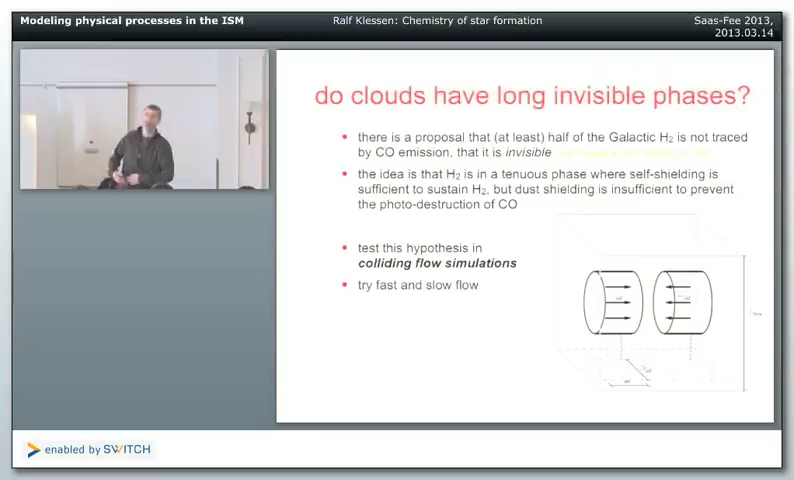 Modeling physical processes in the ISM
Ralf Klessen: Chemistry of star formation
Saas-Fee 2013,
2013.03.14
do clouds have long invisible phases?
• there is a proposal that (at least) half of the Galactic H₂ is not traced
by CO emission, that it is invisible
• the idea is that H₂ is in a tenuous phase where self-shielding is
sufficient to sustain H₂, but dust shielding is insufficient to prevent
the photo-destruction of CO
• test this hypothesis in
colliding flow simulations
• try fast and slow flow
enabled by SWITCH